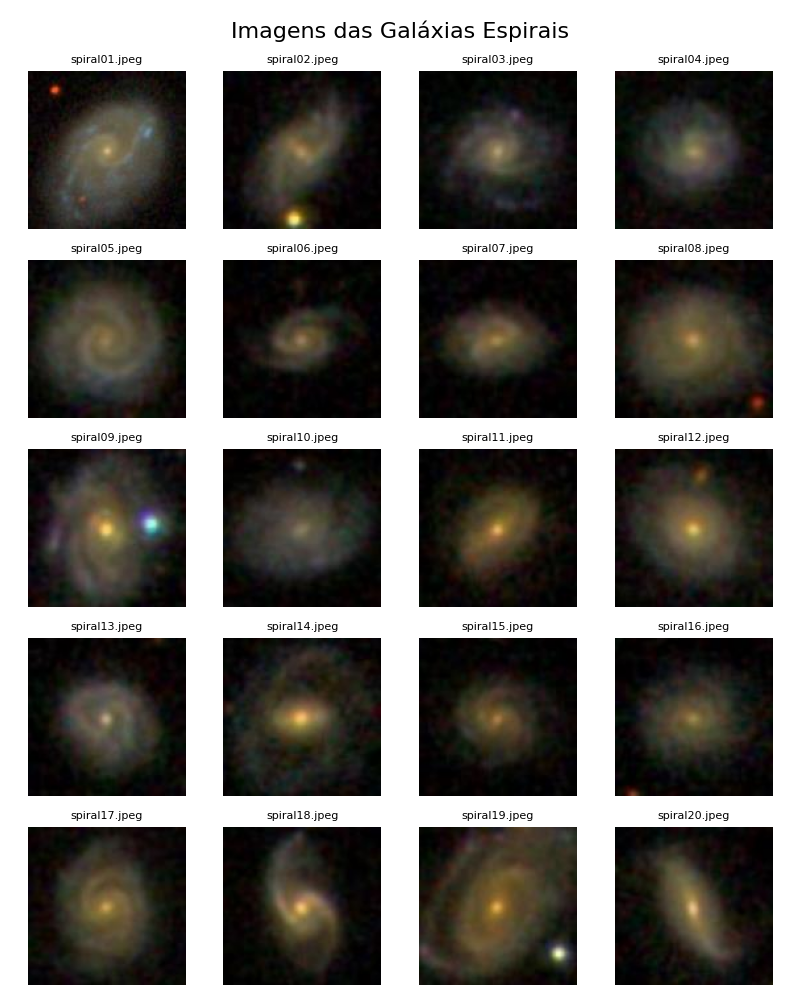 Imagens das Galáxias Espirais
spiral01.jpeg
spiral02.jpeg
spiral03.jpeg
spiral04.jpeg
spiral05.jpeg
spiral06.jpeg
spiral07.jpeg
spiral08.jpeg
spiral09.jpeg
spiral10.jpeg
spiral11.jpeg
spiral12.jpeg
spiral13.jpeg
spiral14.jpeg
spiral15.jpeg
spiral16.jpeg
spiral17.jpeg
spiral18.jpeg
spiral19.jpeg
spiral20.jpeg